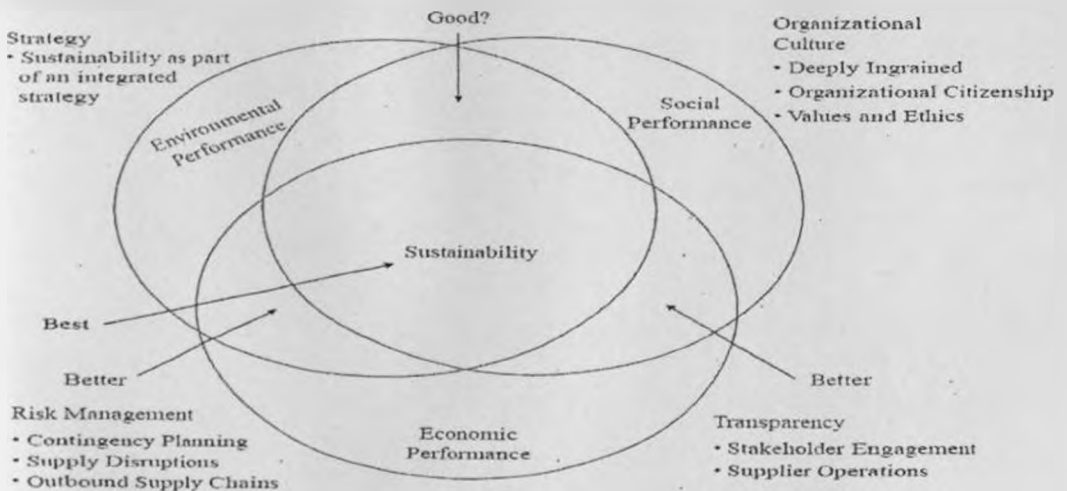 Good?
Strategy
• Sustainability as part
of an integrated
strategy
Organizational
Culture
• Deeply Ingrained
• Organizational Citizenship
• Values and Ethics
Environmental
Performance
Social
Performance
Sustainability
Best
Better
Better
Risk Management
• Contingency Planning
• Supply Disruptions
• Outbound Supply Chains
Economic
Performance
Transparency
• Stakeholder Engagement
• Supplier Operations